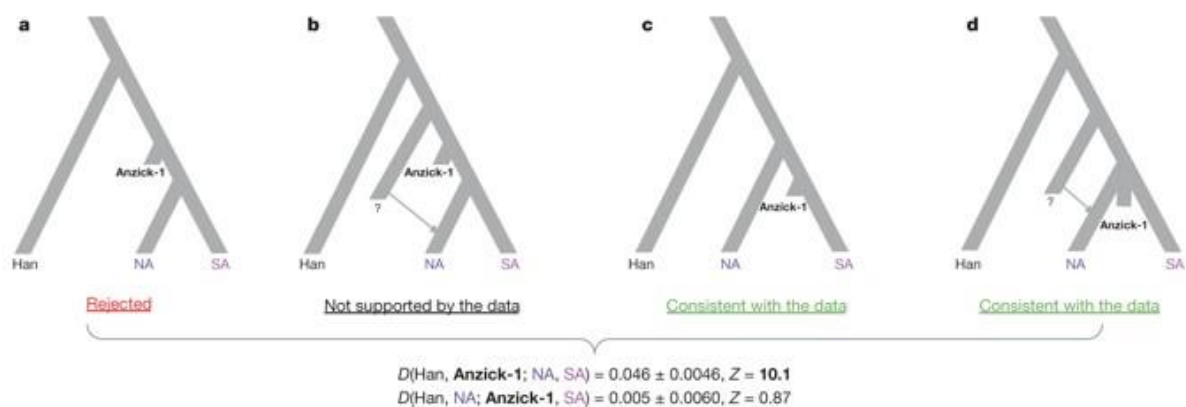 a b c d
Anzick-1 Anzick-1 Anzick-1 Anzick-1
? ?
Han NA SA Han NA SA Han NA SA Han NA SA
Rejected Not supported by the data Consistent with the data Consistent with the data
D(Han, Anzick-1; NA, SA) = 0.046 ± 0.0046, Z = 10.1
D(Han, NA; Anzick-1, SA) = 0.005 ± 0.0060, Z = 0.87